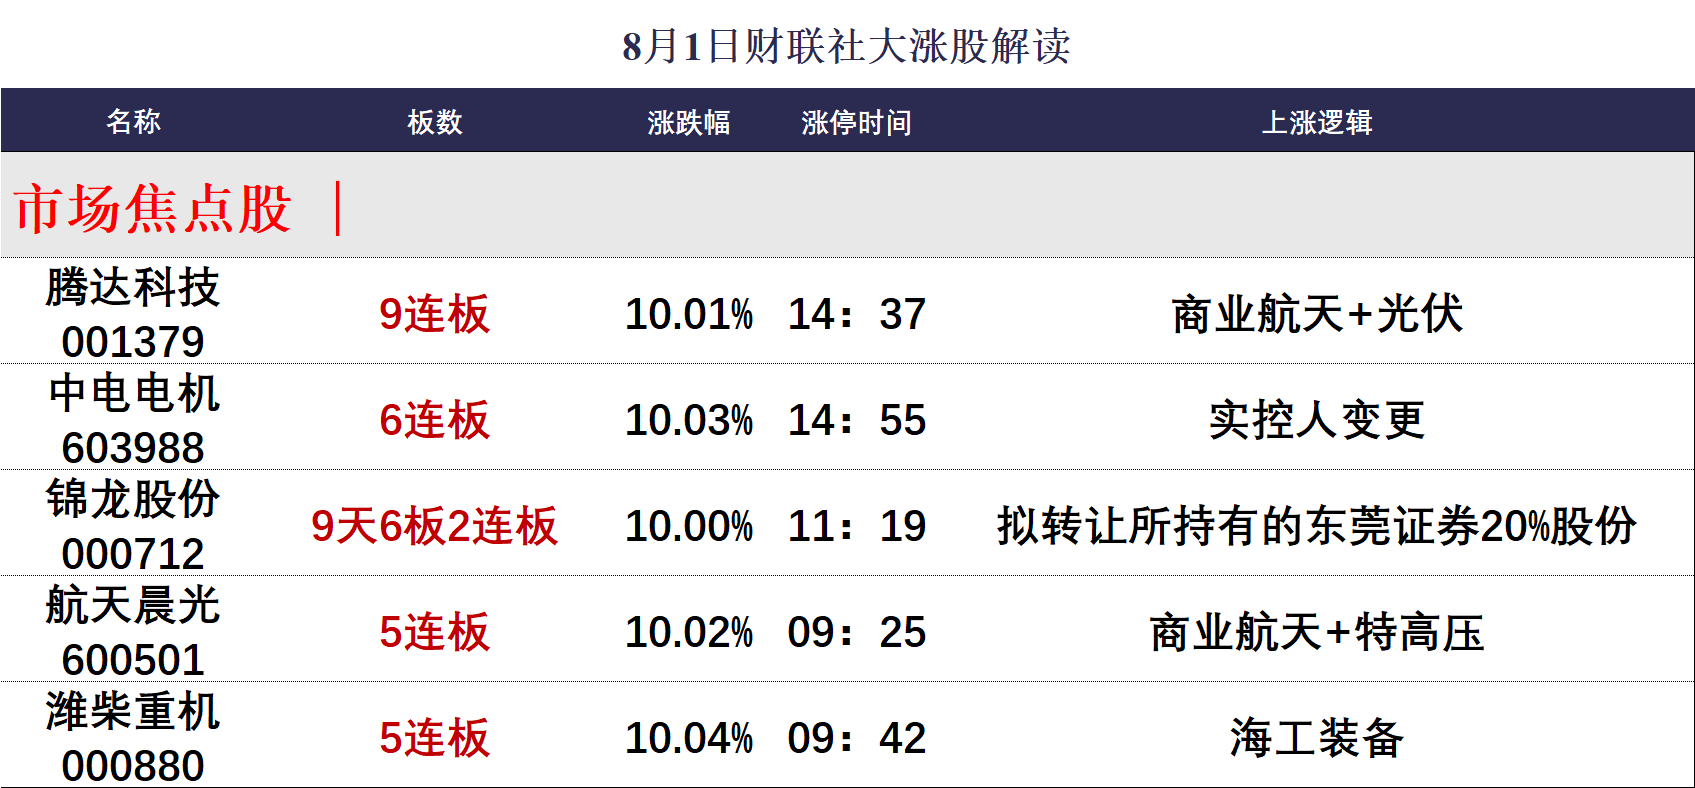 8月1日财联社大涨股解读
名称 板数 涨跌幅 涨停时间 上涨逻辑
市场焦点股 ｜
腾达科技
001379
9连板 10.01% 14：37 商业航天+光伏
中电电机
603988
6连板 10.03% 14：55 实控人变更
锦龙股份
000712
9天6板2连板 10.00% 11：19 拟转让所持有的东莞证券20%股份
航天晨光
600501
5连板 10.02% 09：25 商业航天+特高压
潍柴重机
000880
5连板 10.04% 09：42 海工装备